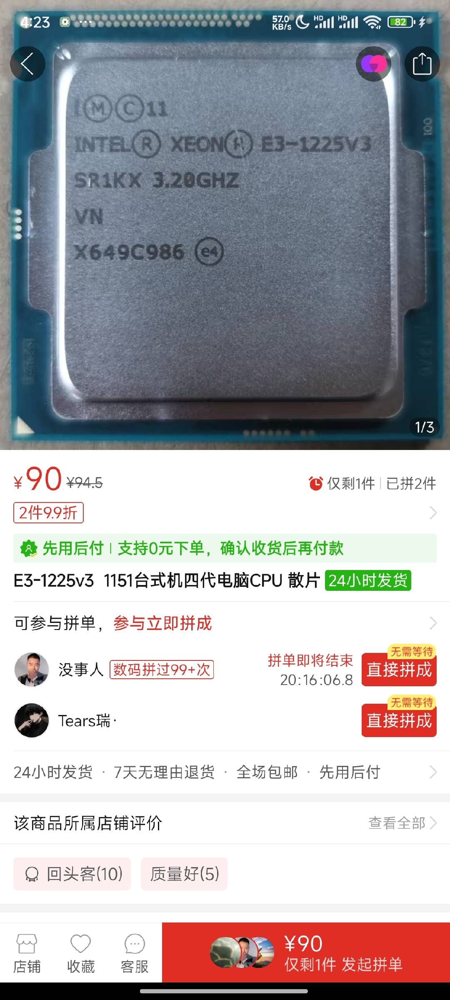 4:23
57.0 KB/s
HD
HD
82
M C 11
INTEL R XEON R E3-1225V3
SR1KX 3.20GHZ
VN
X649C986 e4
1/3
¥90 ¥94.5
仅剩1件 | 已拼2件
2件9.9折
先用后付 | 支持0元下单，确认收货后再付款
E3-1225v3 1151台式机四代电脑CPU 散片 24小时发货
可参与拼单，参与立即拼成
没事人 数码拼过99+次
拼单即将结束
20:16:06.8
无需等待
直接拼成
Tears瑞·
无需等待
直接拼成
24小时发货 · 7天无理由退货 · 全场包邮 · 先用后付
该商品所属店铺评价
查看全部
回头客(10)
质量好(5)
店铺
收藏
客服
¥90
仅剩1件 发起拼单